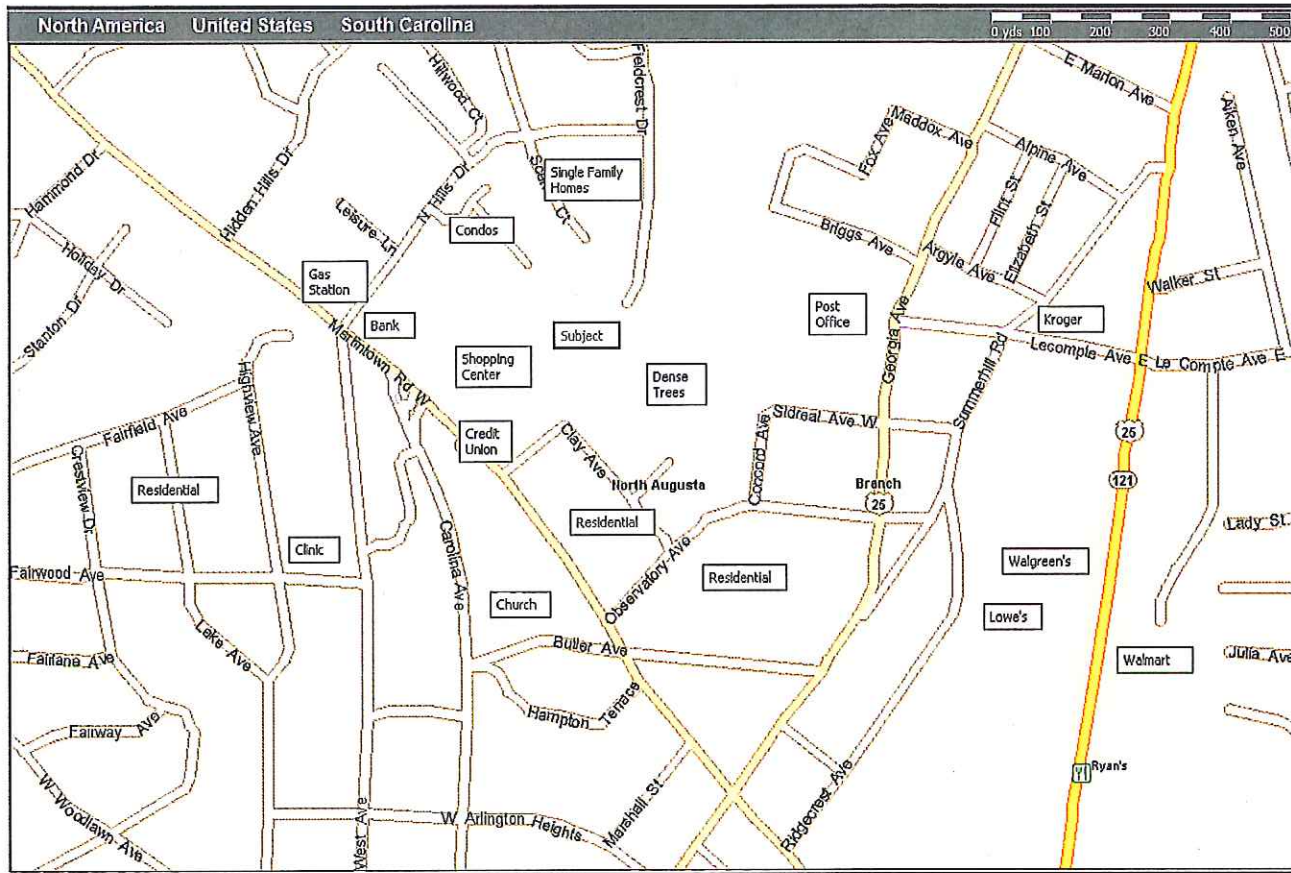 North America United States South Carolina
0 yds 100 200 300 400 500
E Marion Ave
Hillwood Ct
Fieldcrest Dr
Maddox Ave
Fox Ave
Alpine Ave
Aiken Ave
Hammond Dr
Hidden Hills Dr
N Hills Dr
Single Family
Homes
Flint St
Elizabeth St
Leisure Ln
Condos
Briggs Ave
Argyle Ave
Holiday Dr
Walker St
Gas
Station
Post
Office
Stanton Dr
Bank
Subject
Georgia Ave
Kroger
Martintown Rd W
Shopping
Center
Summerhill Rd
Lecompte Ave E
Le Compte Ave E
Dense
Trees
Highview Ave
Fairfield Ave
Sidreal Ave W
Credit
Union
Clay Ave
Concord Ave
25
Crestview Dr
Residential
North Augusta
Branch
25
121
Residential
Lady St
Clinic
Carolina Ave
Observatory Ave
Walgreen's
Fairwood Ave
Residential
Church
Lowe's
Leke Ave
Butler Ave
Fairlane Ave
Walmart
Julia Ave
Hampton Terrace
Fairway Ave
Ryan's
W Woodlawn Ave
Marshall St
Ridgecrest Ave
West Ave
W Arlington Heights